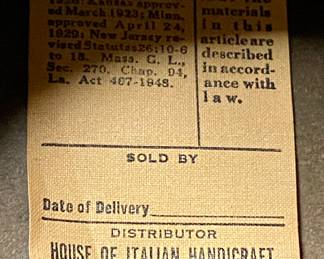 1926; Kansas approv-
ed March 1923; Minn.
approved April 24,
1929; New Jersey re-
vised Statutes 26:10-6
to 18. Mass. G. L.,
Sec. 270. Chap. 94,
La. Act 467-1948.
materials
in this
article are
described
in accord-
ance with
law.
SOLD BY
Date of Delivery
DISTRIBUTOR
HOUSE OF ITALIAN HANDICRAFT